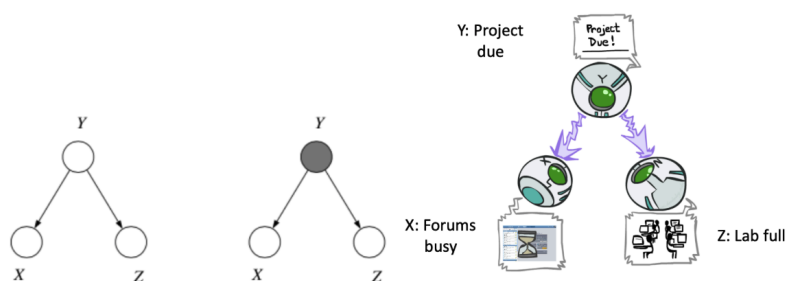 Y
X
Z
Y
X
Z
Y: Project
due
Project
Due!
Y
X
X: Forums
busy
Z: Lab full